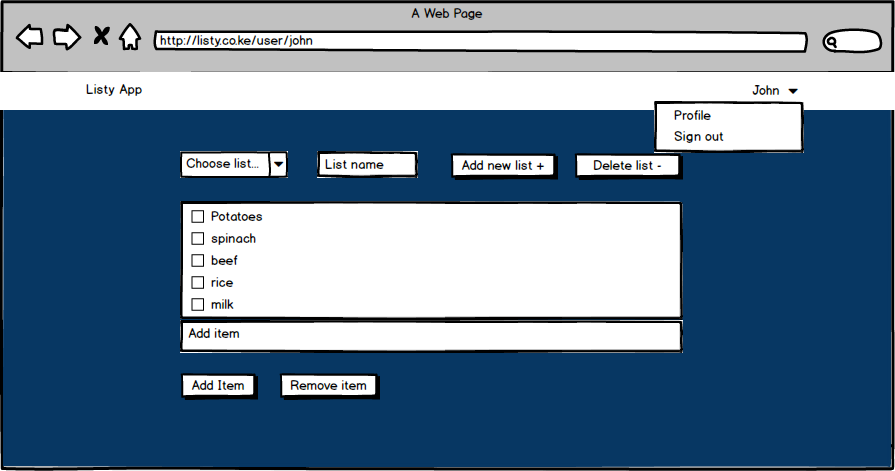 A Web Page
http://listy.co.ke/user/john
Listy App
John
Profile
Sign out
Choose list...
List name
Add new list +
Delete list -
Potatoes
spinach
beef
rice
milk
Add item
Add Item
Remove item